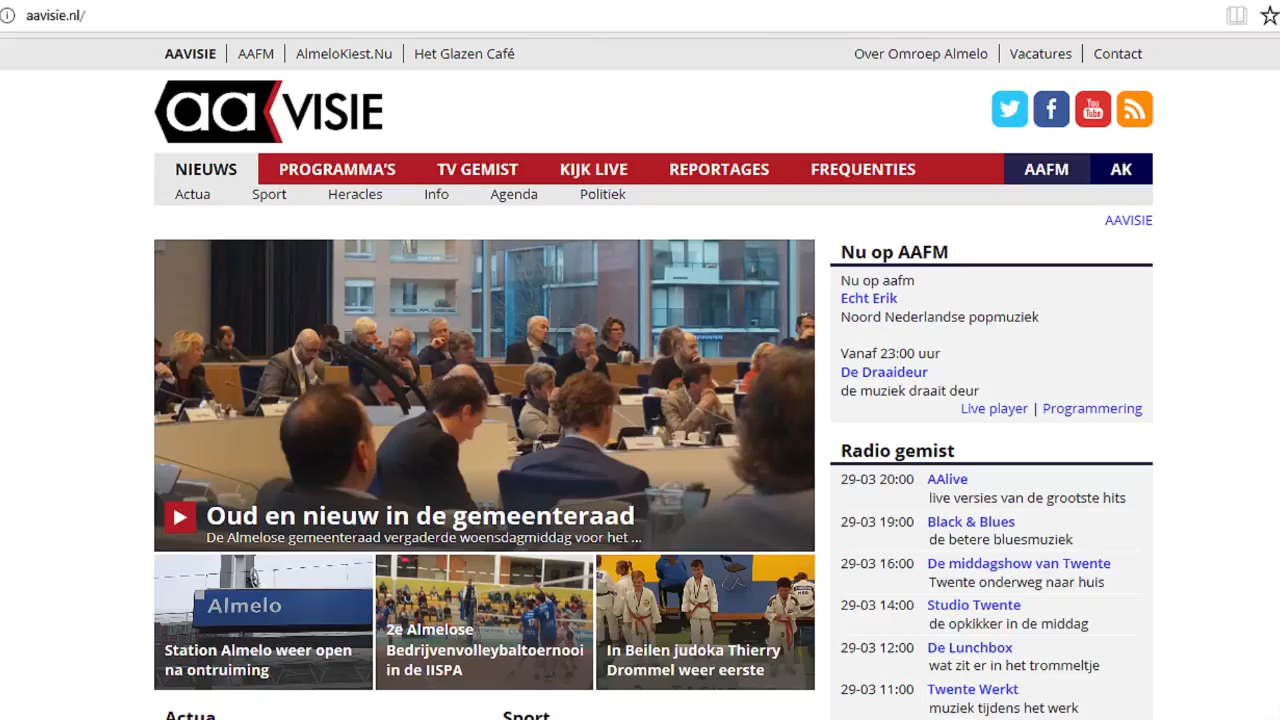 aavisie.nl/
AAVISIE AAFM AlmeloKiest.Nu Het Glazen Café Over Omroep Almelo Vacatures Contact
aa VISIE
You Tube
NIEUWS PROGRAMMA'S TV GEMIST KIJK LIVE REPORTAGES FREQUENTIES AAFM AK
Actua Sport Heracles Info Agenda Politiek
AAVISIE
Oud en nieuw in de gemeenteraad
De Almelose gemeenteraad vergaderde woensdagmiddag voor het ...
Almelo
Station Almelo weer open
na ontruiming
2e Almelose
Bedrijvenvolleybaltoernooi
in de IISPA
In Beilen judoka Thierry
Drommel weer eerste
Actua Sport
Nu op AAFM
Nu op aafm
Echt Erik
Noord Nederlandse popmuziek
Vanaf 23:00 uur
De Draaideur
de muziek draait deur
Live player | Programmering
Radio gemist
29-03 20:00 AAlive
live versies van de grootste hits
29-03 19:00 Black & Blues
de betere bluesmuziek
29-03 16:00 De middagshow van Twente
Twente onderweg naar huis
29-03 14:00 Studio Twente
de opkikker in de middag
29-03 12:00 De Lunchbox
wat zit er in het trommeltje
29-03 11:00 Twente Werkt
muziek tijdens het werk